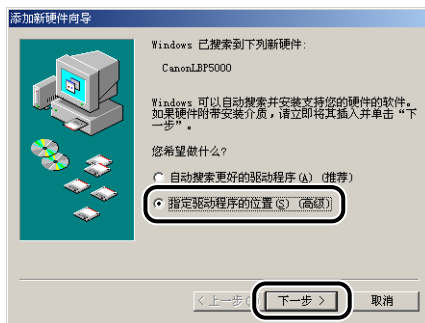 添加新硬件向导
Windows 已搜索到下列新硬件:
CanonLBP5000
Windows 可以自动搜索并安装支持您的硬件的软件。
如果硬件附带安装介质，请立即将其插入并单击“下
一步”。
您希望做什么?
自动搜索更好的驱动程序(A) (推荐)
指定驱动程序的位置(S) (高级)
< 上一步(
下一步 >
取消